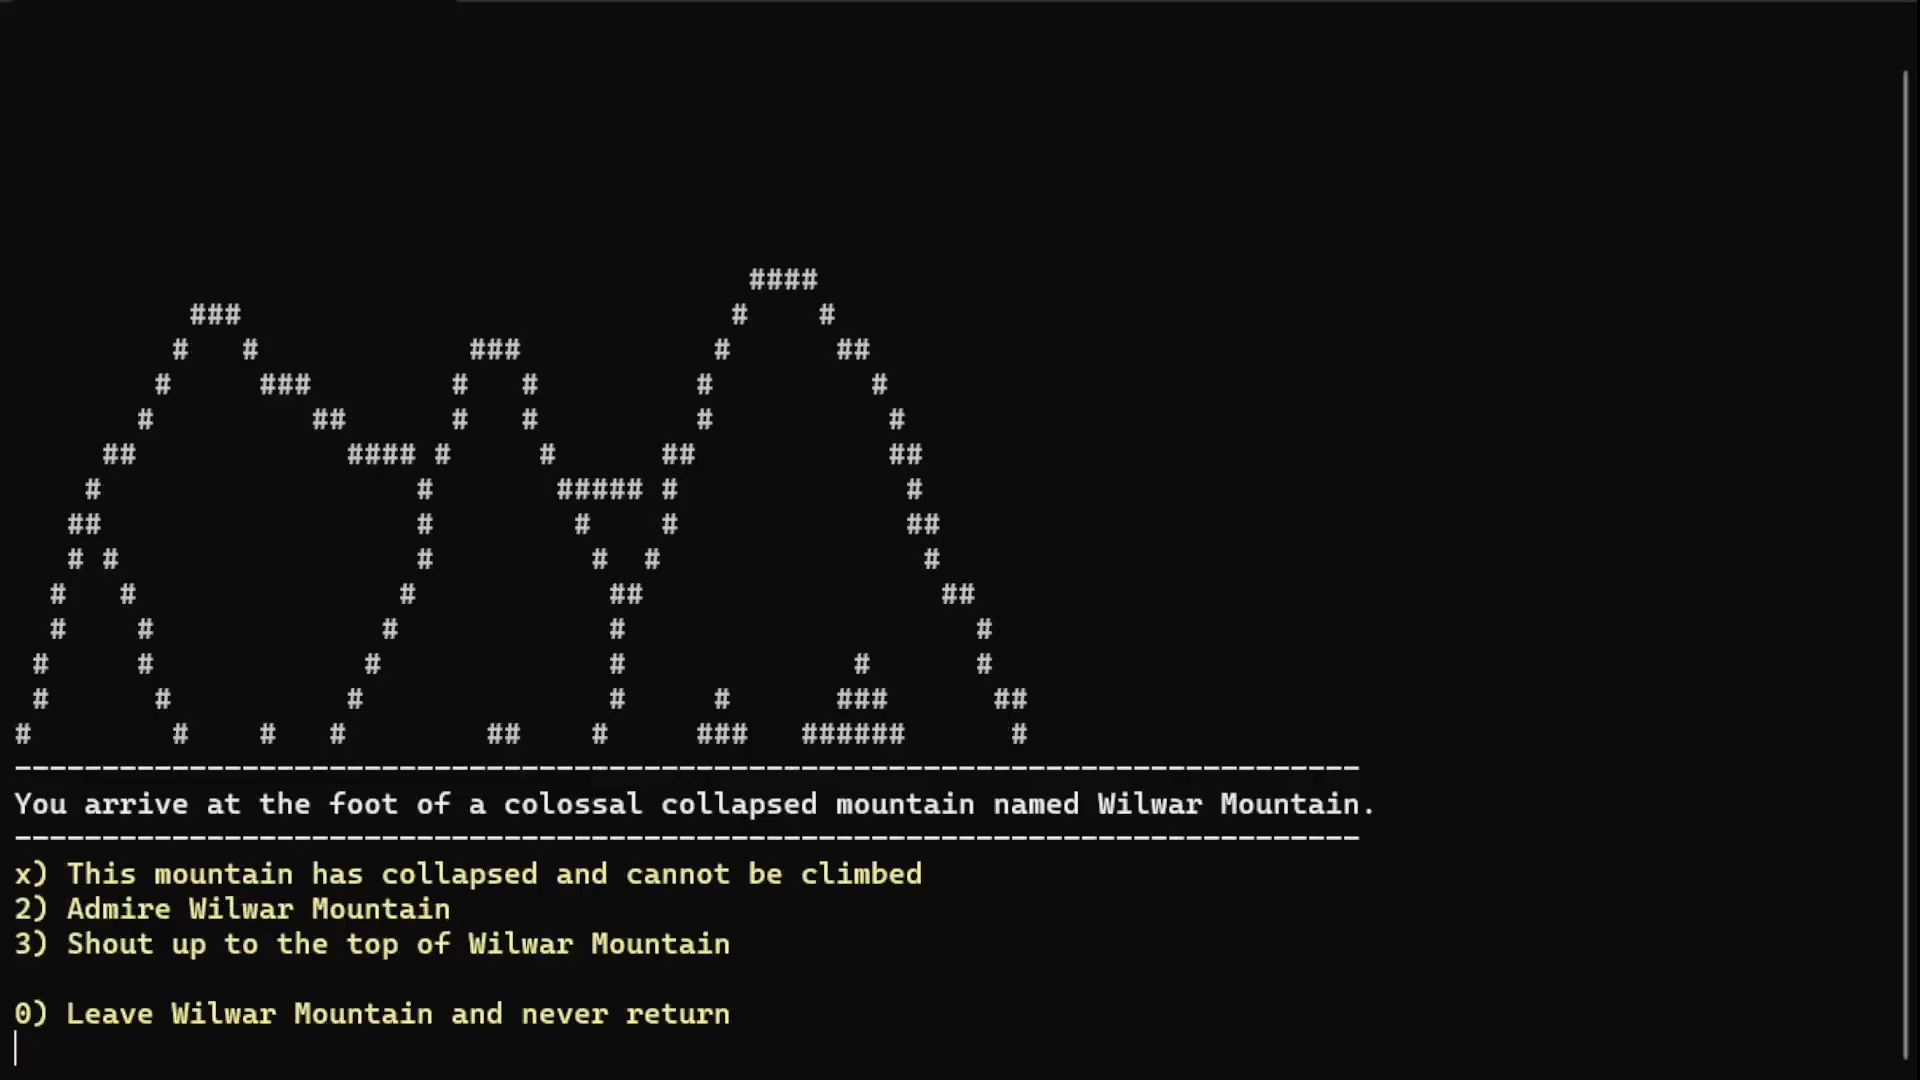 You arrive at the foot of a colossal collapsed mountain named Wilwar Mountain.
x) This mountain has collapsed and cannot be climbed
2) Admire Wilwar Mountain
3) Shout up to the top of Wilwar Mountain
0) Leave Wilwar Mountain and never return